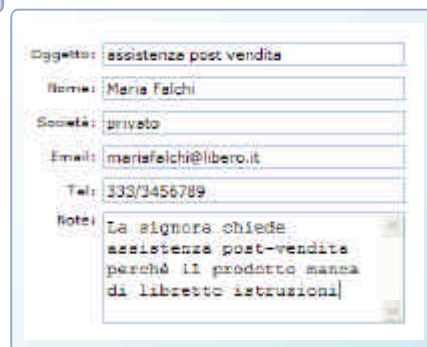 Oggetto: assistenza post vendita
Nome: Maria Falchi
Società: privato
Email: mariafalchi@libero.it
Tel: 333/3456789
Note: La signora chiede
assistenza post-vendita
perchè il prodotto manca
di libretto istruzioni